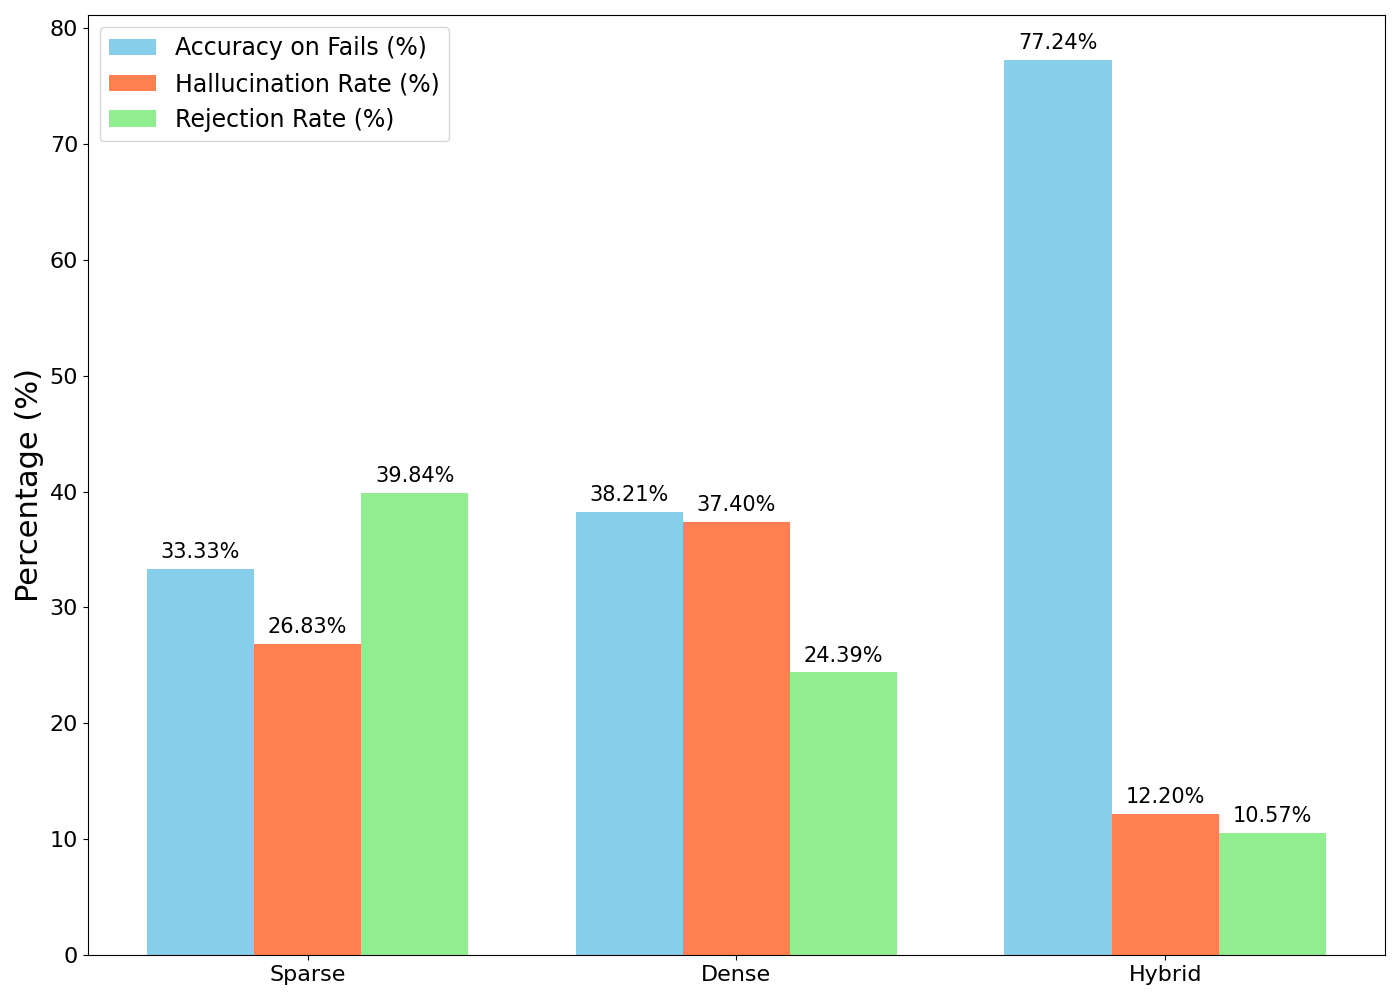 Accuracy on Fails (%)
Hallucination Rate (%)
Rejection Rate (%)
Percentage (%)
80
70
60
50
40
30
20
10
0
33.33%
26.83%
39.84%
38.21%
37.40%
24.39%
77.24%
12.20%
10.57%
Sparse
Dense
Hybrid